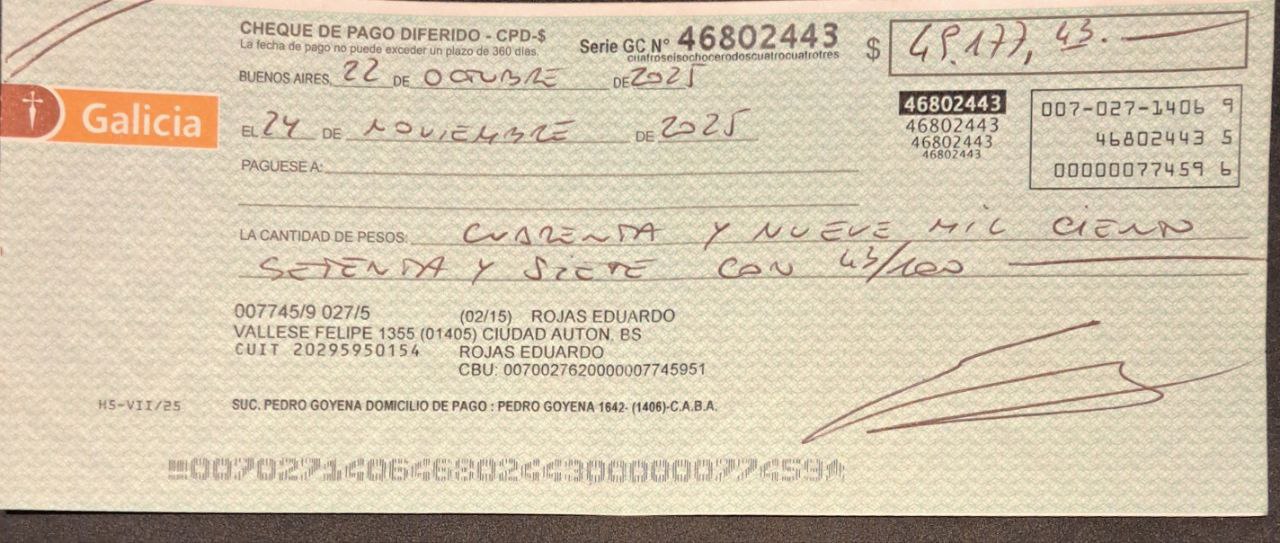 CHEQUE DE PAGO DIFERIDO - CPD-$
La fecha de pago no puede exceder un plazo de 360 días.
Serie GC Nº 46802443
cuatroseisochocerodoscuatrocuatrotres
$ 49.177,43.-
BUENOS AIRES, 22 DE OCTUBRE DE 2025
Galicia
EL 24 DE NOVIEMBRE DE 2025
46802443
46802443
46802443
46802443
007-027-1406 9
46802443 5
00000077459 6
PAGUESE A:
LA CANTIDAD DE PESOS: CUARENTA Y NUEVE MIL CIENTO
SETENTA Y SIETE CON 43/100
007745/9 027/5 (02/15) ROJAS EDUARDO
VALLESE FELIPE 1355 (01405) CIUDAD AUTON. BS
CUIT 20295950154 ROJAS EDUARDO
CBU: 0070027620000007745951
HS-VII/25
SUC. PEDRO GOYENA DOMICILIO DE PAGO : PEDRO GOYENA 1642- (1406)-C.A.B.A.
00702714064680244300000077459